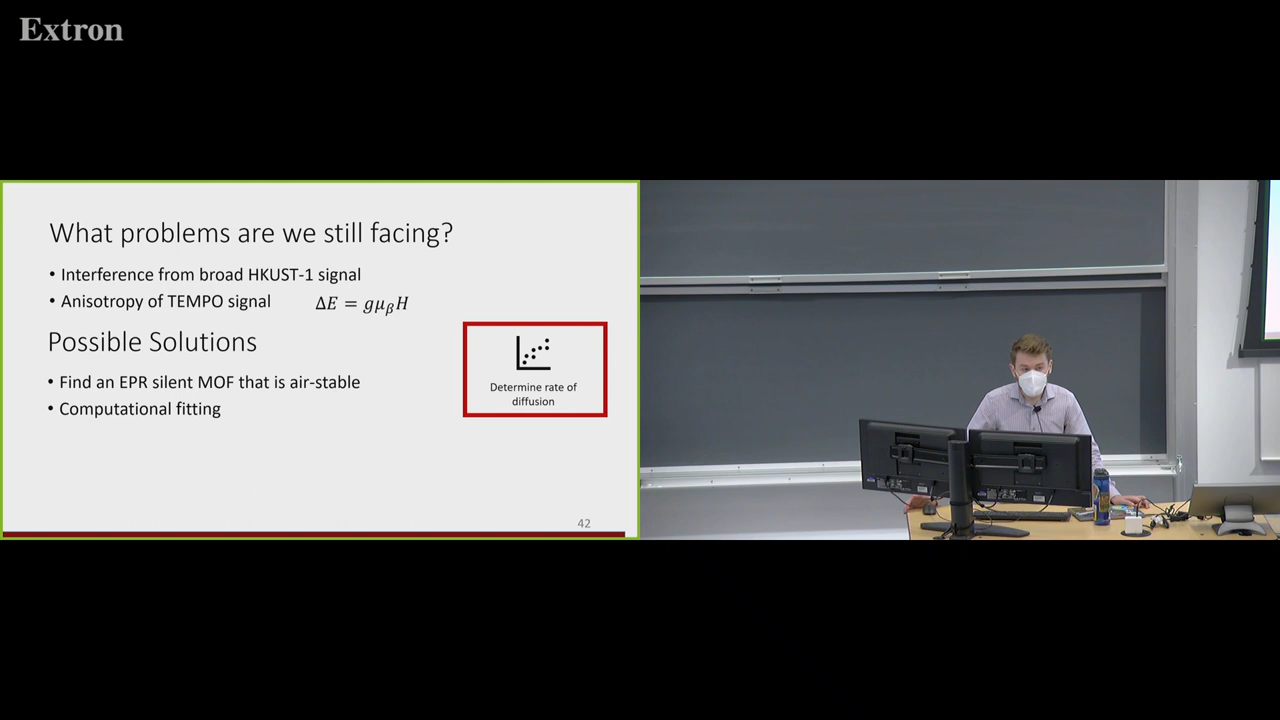 Extron
What problems are we still facing?
• Interference from broad HKUST-1 signal
• Anisotropy of TEMPO signal ΔE = gμ_βH
Possible Solutions
• Find an EPR silent MOF that is air-stable
• Computational fitting
Determine rate of
diffusion
42